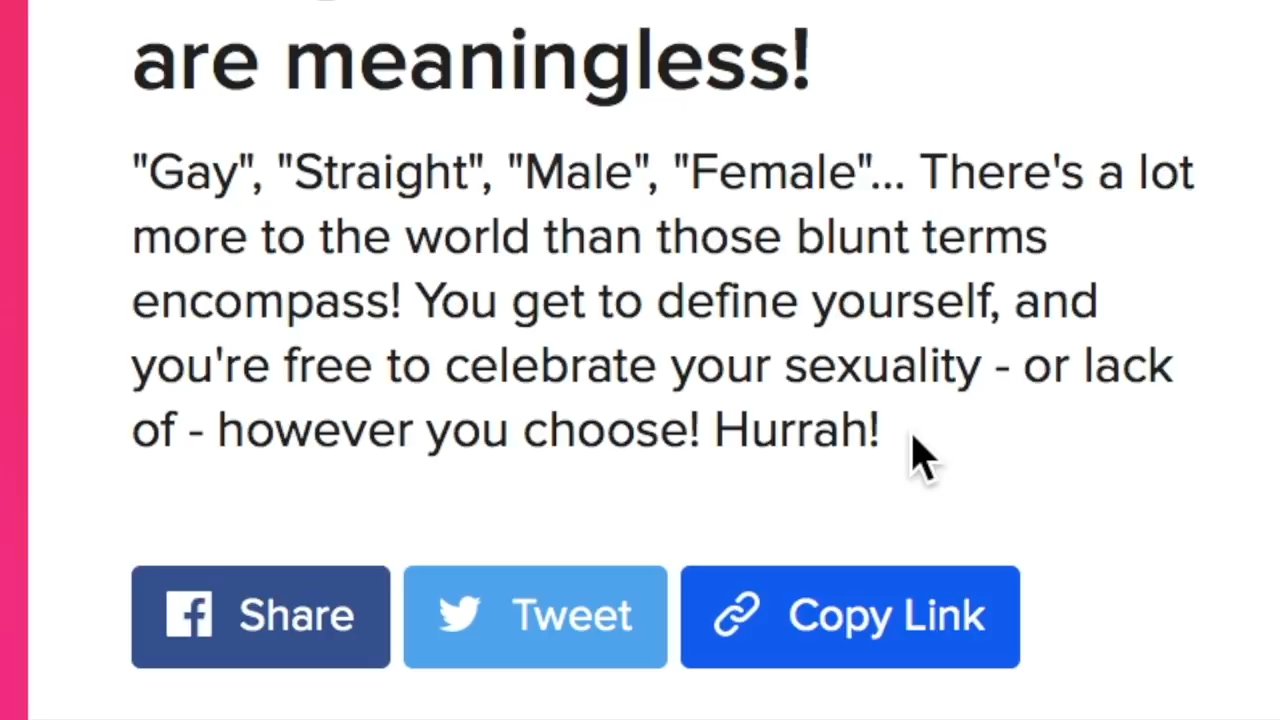 are meaningless!
"Gay", "Straight", "Male", "Female"... There's a lot
more to the world than those blunt terms
encompass! You get to define yourself, and
you're free to celebrate your sexuality - or lack
of - however you choose! Hurrah!
Share Tweet Copy Link